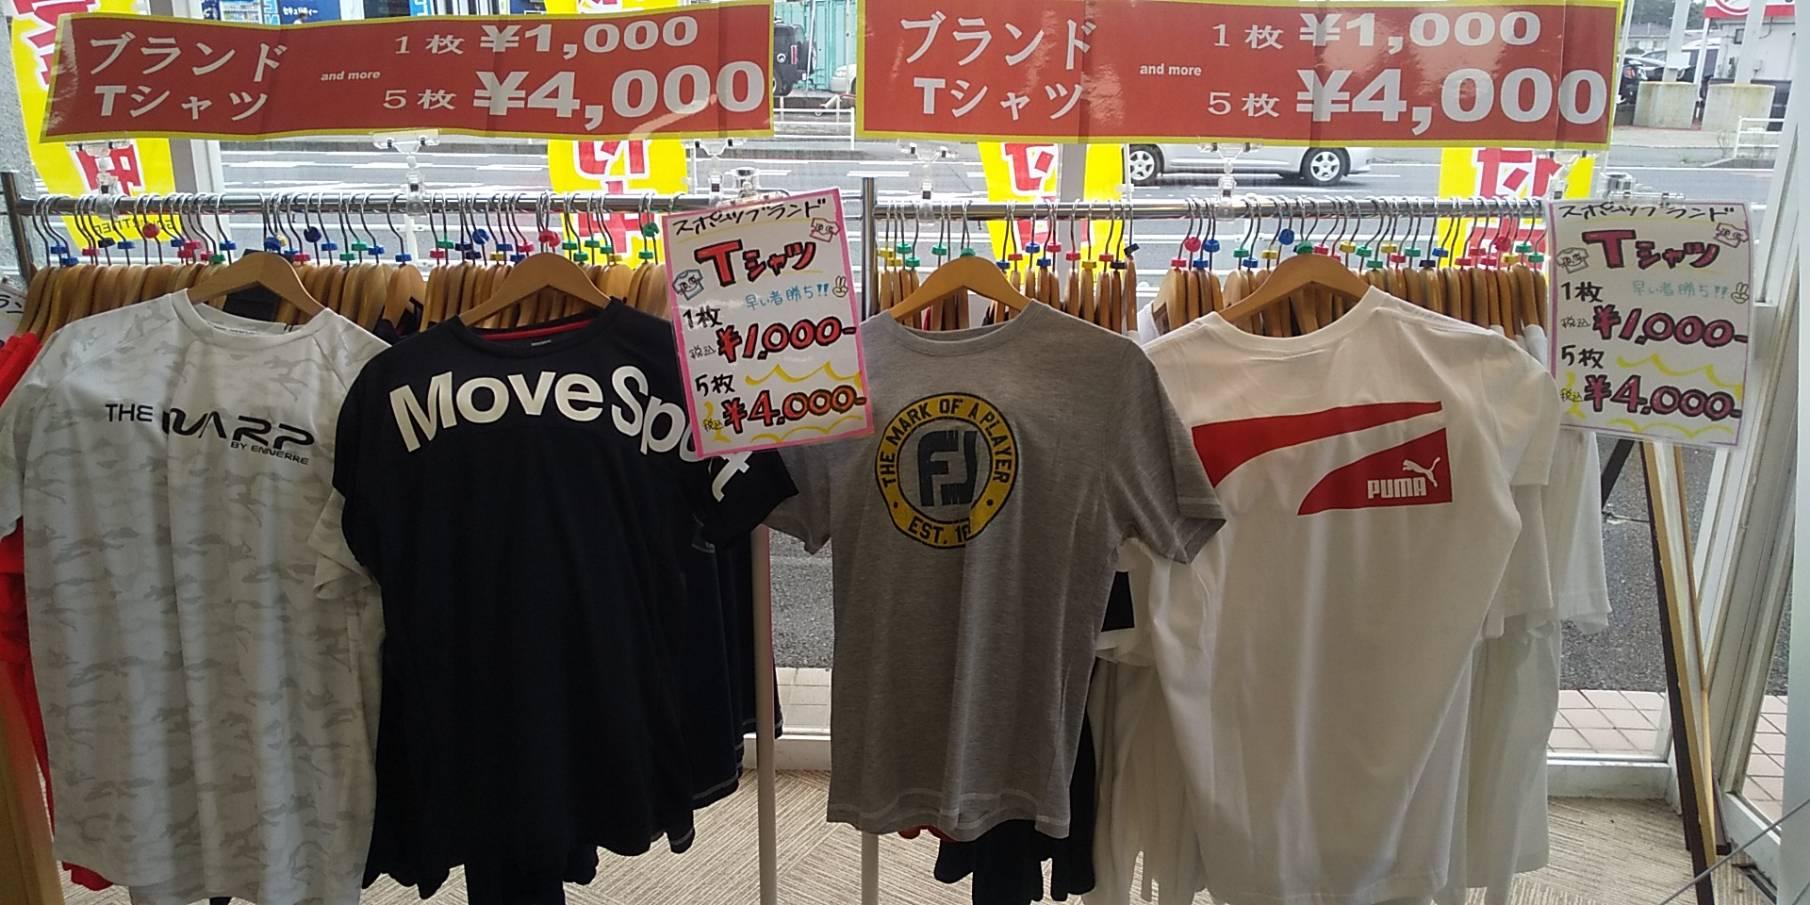 ブランド
Tシャツ
and more
1枚 ¥1,000
5枚 ¥4,000
ブランド
Tシャツ
and more
1枚 ¥1,000
5枚 ¥4,000
スポーツブランド
Tシャツ
早い者勝ち!!
1枚
税込 ¥1,000-
5枚
税込 ¥4,000-
スポーツブランド
Tシャツ
早い者勝ち!!
1枚
税込 ¥1,000-
5枚
税込 ¥4,000-
THE WARP
BY ENNERRE
Move Sport
THE MARK OF A PLAYER
FJ
EST.
PUMA